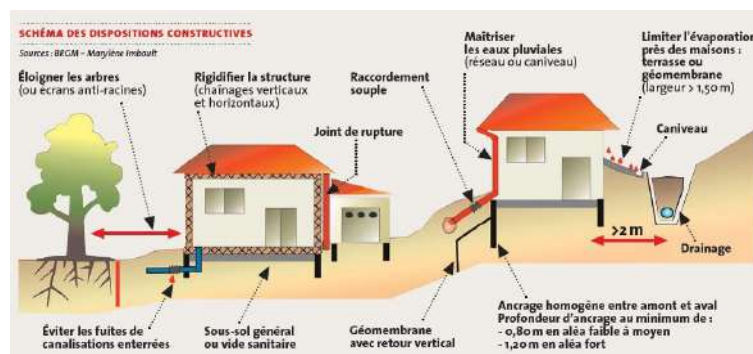 SCHÉMA DES DISPOSITIONS CONSTRUCTIVES
Sources : BRGM – Marylène Imbault
Éloigner les arbres
(ou écrans anti-racines)
Rigidifier la structure
(chaînages verticaux
et horizontaux)
Joint de rupture
Raccordement
souple
Maîtriser
les eaux pluviales
(réseau ou caniveau)
Limiter l'évaporation
près des maisons :
terrasse ou
géomembrane
(largeur > 1,50 m)
Caniveau
>2 m
Drainage
Éviter les fuites de
canalisations enterrées
Sous-sol général
ou vide sanitaire
Géomembrane
avec retour vertical
Ancrage homogène entre amont et aval
Profondeur d'ancrage au minimum de :
- 0,80 m en aléa faible à moyen
- 1,20 m en aléa fort